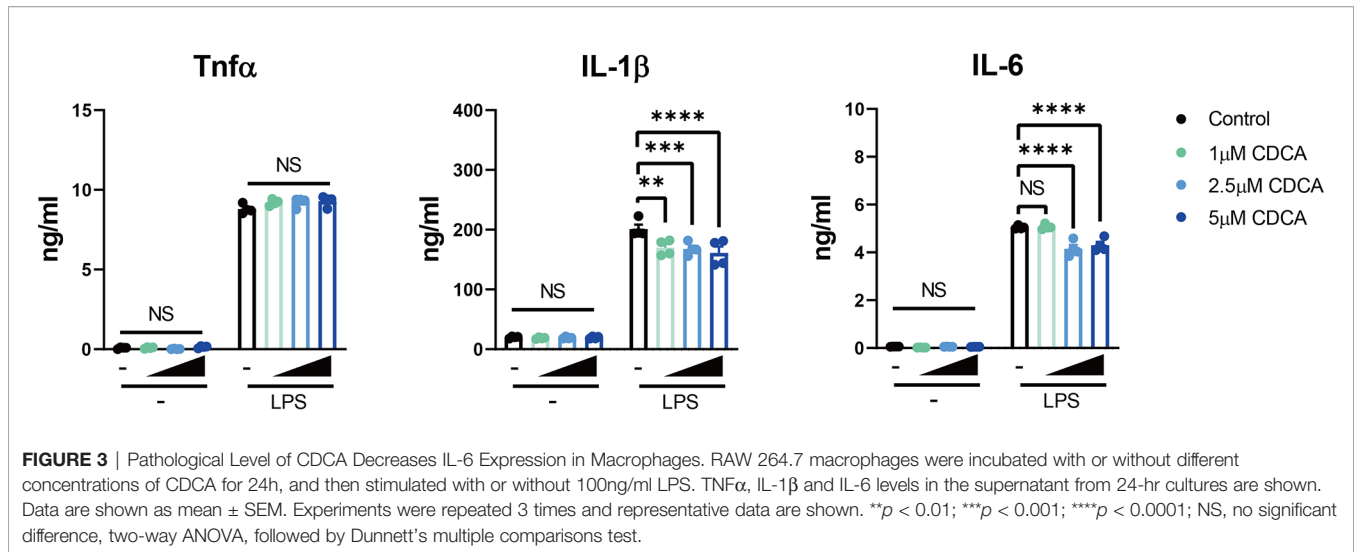 Tnfα
IL-1β
IL-6
15
10
5
0
ng/ml
NS
NS
-
-
-
LPS
400
300
200
100
0
ng/ml
NS
**
***
****
-
-
-
LPS
10
8
6
4
2
0
ng/ml
NS
NS
****
****
-
-
-
LPS
Control
1μM CDCA
2.5μM CDCA
5μM CDCA
FIGURE 3 | Pathological Level of CDCA Decreases IL-6 Expression in Macrophages. RAW 264.7 macrophages were incubated with or without different
concentrations of CDCA for 24h, and then stimulated with or without 100ng/ml LPS. TNFα, IL-1β and IL-6 levels in the supernatant from 24-hr cultures are shown.
Data are shown as mean ± SEM. Experiments were repeated 3 times and representative data are shown. **p < 0.01; ***p < 0.001; ****p < 0.0001; NS, no significant
difference, two-way ANOVA, followed by Dunnett's multiple comparisons test.